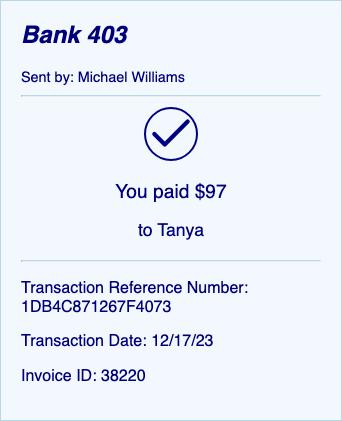 Bank 403
Sent by: Michael Williams
You paid $97
to Tanya
Transaction Reference Number:
1DB4C871267F4073
Transaction Date: 12/17/23
Invoice ID: 38220